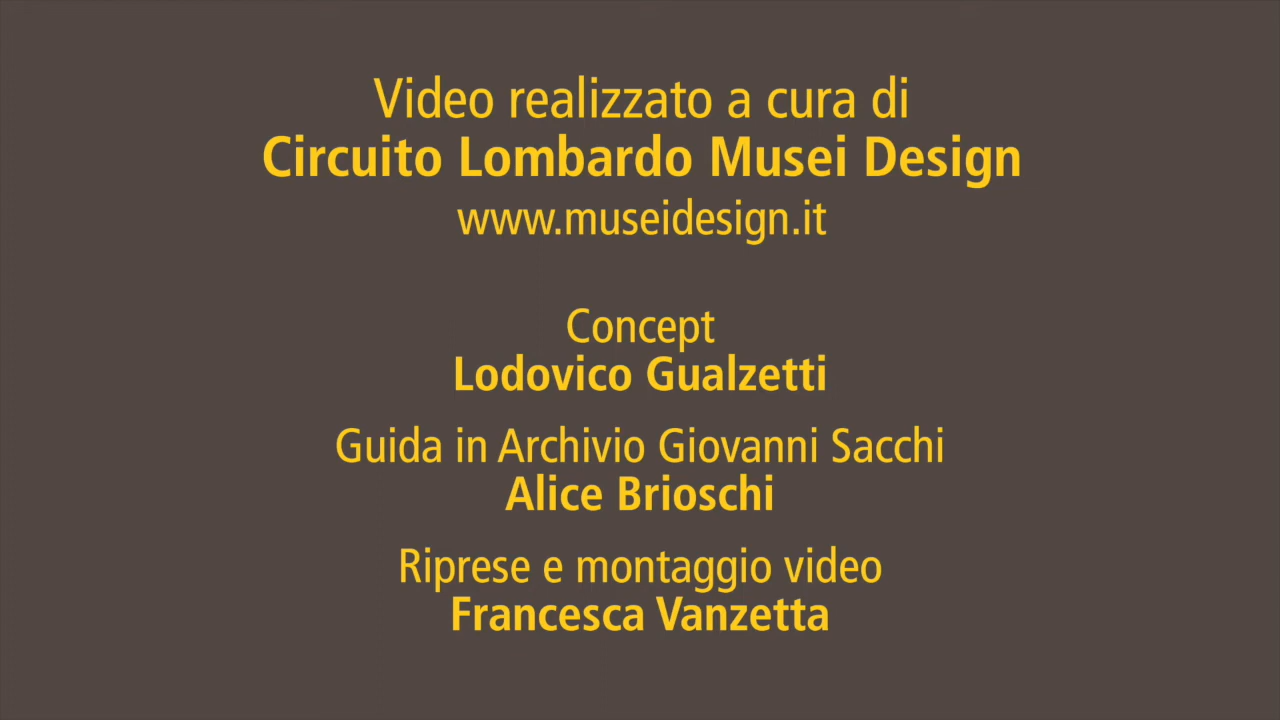 Video realizzato a cura di
Circuito Lombardo Musei Design
www.museidesign.it
Concept
Lodovico Gualzetti
Guida in Archivio Giovanni Sacchi
Alice Brioschi
Riprese e montaggio video
Francesca Vanzetta